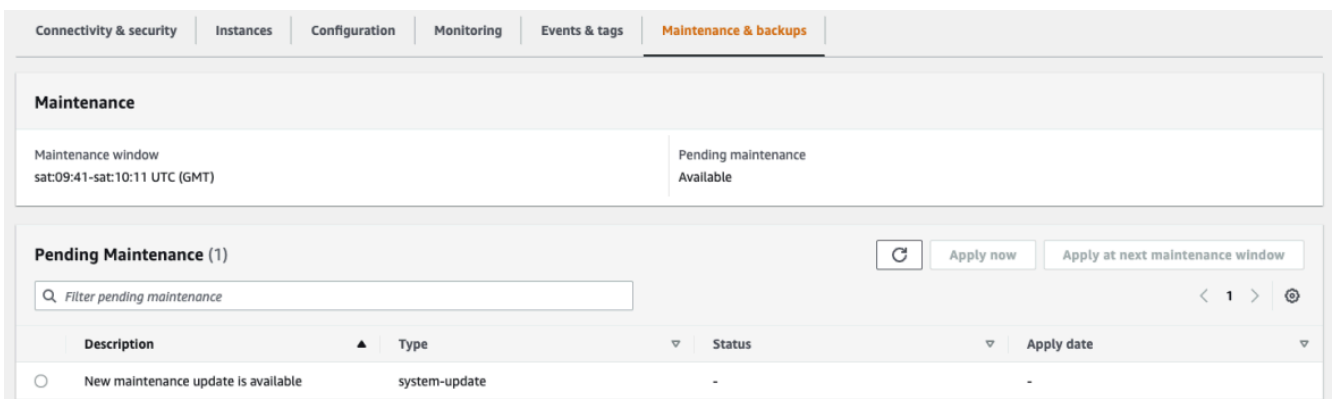 Connectivity & security Instances Configuration Monitoring Events & tags Maintenance & backups
Maintenance
Maintenance window
sat:09:41-sat:10:11 UTC (GMT)
Pending maintenance
Available
Pending Maintenance (1)
Apply now Apply at next maintenance window
Filter pending maintenance
1
Description Type Status Apply date
New maintenance update is available system-update - -